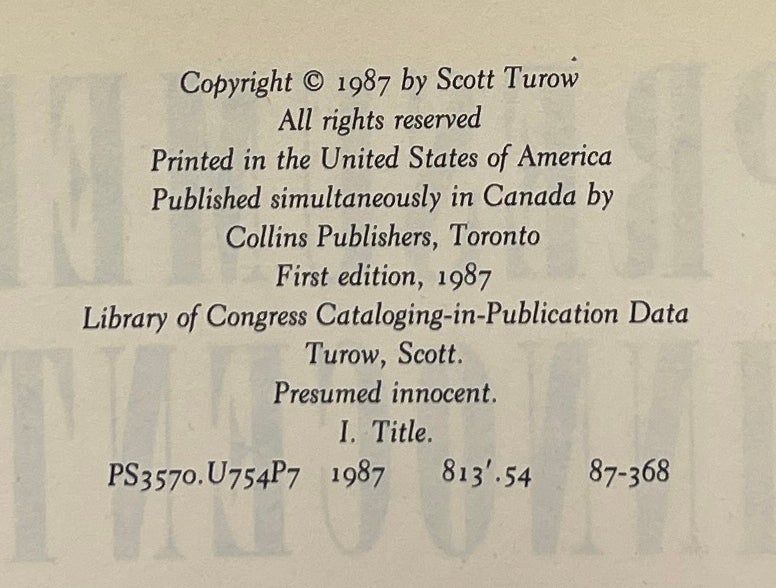 Copyright © 1987 by Scott Turow
All rights reserved
Printed in the United States of America
Published simultaneously in Canada by
Collins Publishers, Toronto
First edition, 1987
Library of Congress Cataloging-in-Publication Data
Turow, Scott.
Presumed innocent.
I. Title.
PS3570.U754P7 1987 813'.54 87-368